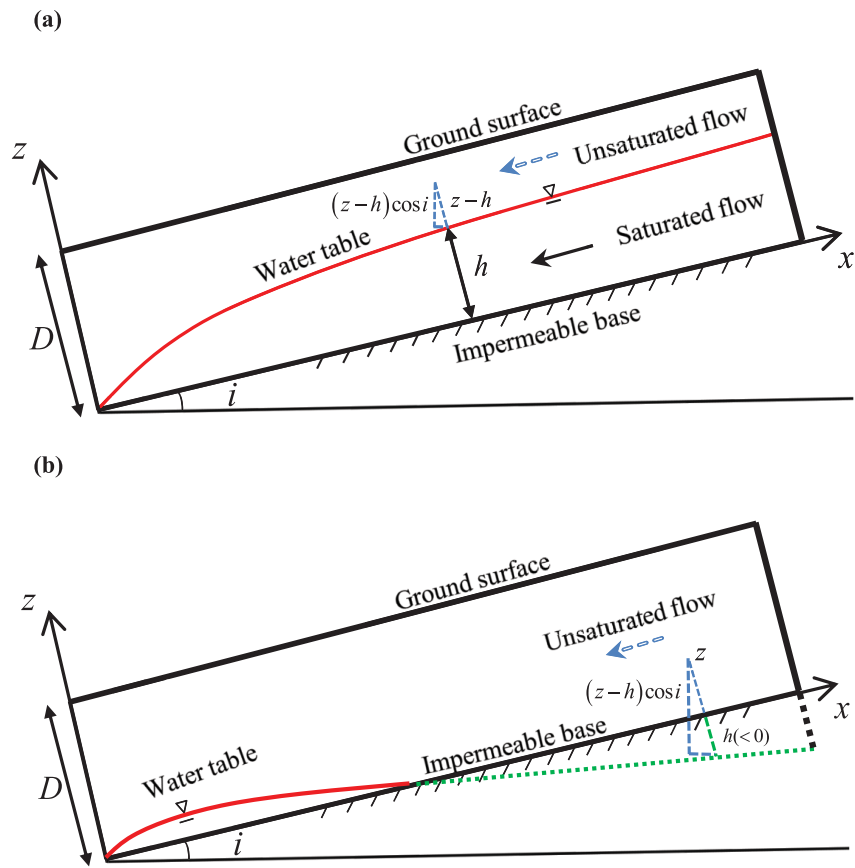 (a)
z
Ground surface
Unsaturated flow
(z−h)cos i
z−h
Water table
h
Saturated flow
x
D
Impermeable base
i
(b)
z
Ground surface
Unsaturated flow
z
(z−h)cos i
x
Impermeable base
h(<0)
Water table
D
i